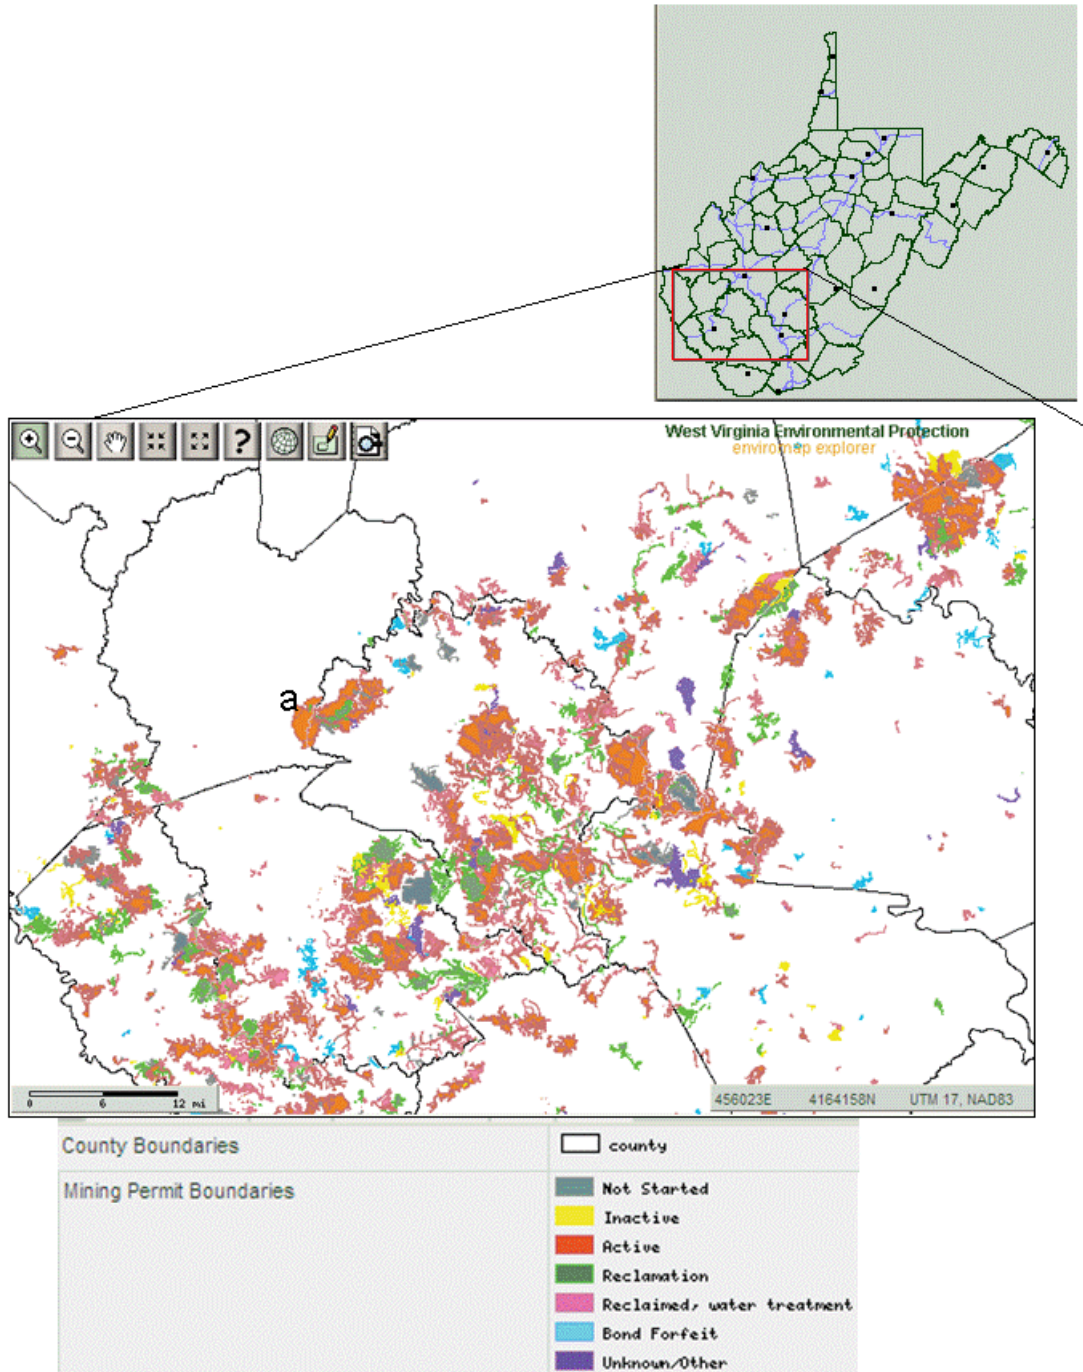 ?
West Virginia Environmental Protection
enviromap explorer
a
0 6 12 mi
456023E 4164158N UTM 17, NAD83
County Boundaries
county
Mining Permit Boundaries
Not Started
Inactive
Active
Reclamation
Reclaimed, water treatment
Bond Forfeit
Unknown/Other